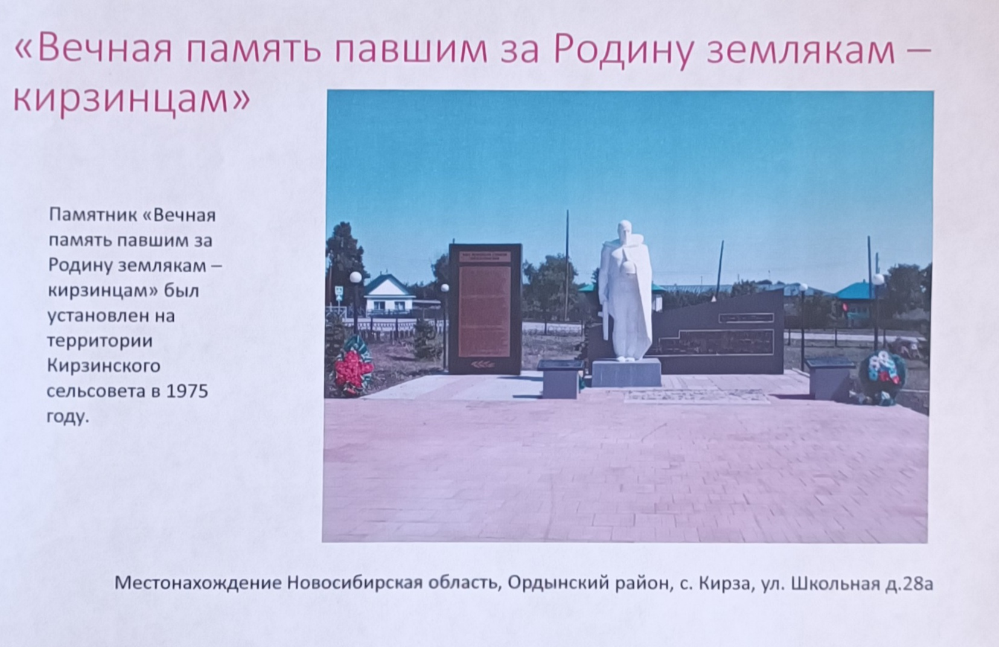 «Вечная память павшим за Родину землякам –
кирзинцам»
Памятник «Вечная
память павшим за
Родину землякам –
кирзинцам» был
установлен на
территории
Кирзинского
сельсовета в 1975
году.
Местонахождение Новосибирская область, Ордынский район, с. Кирза, ул. Школьная д.28а